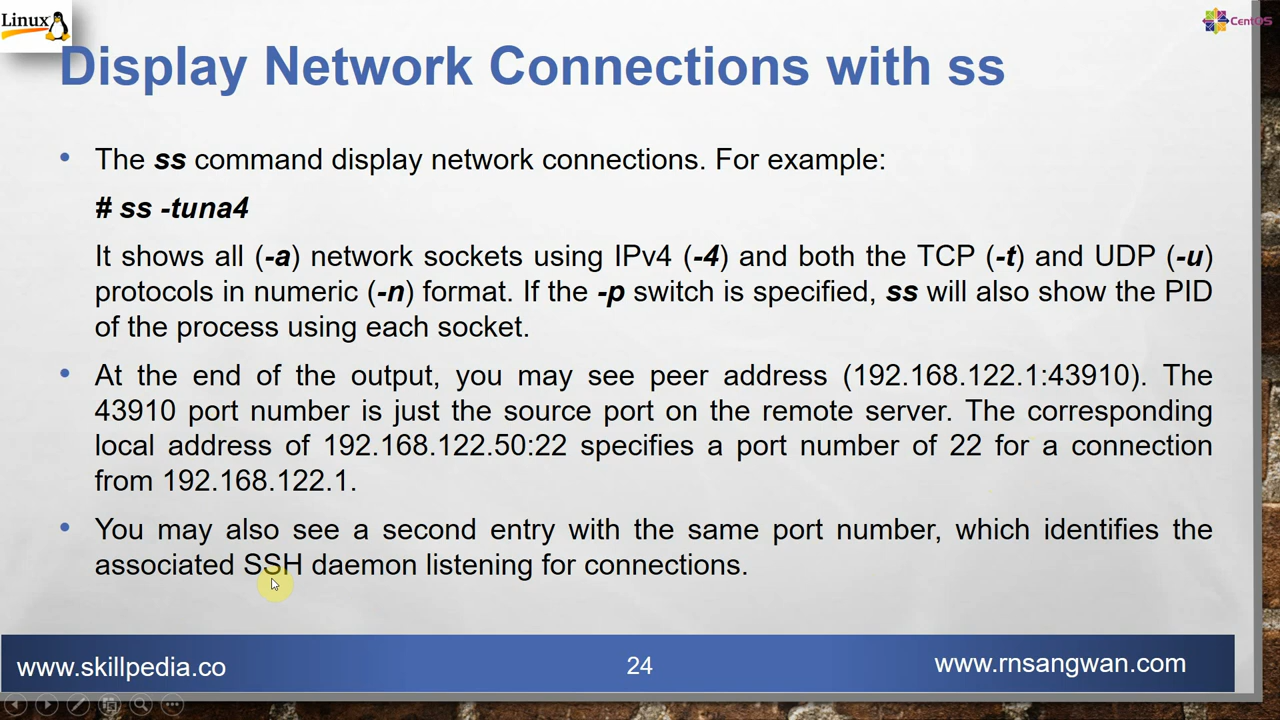 Linux
CentOS
Display Network Connections with ss
• The ss command display network connections. For example:
# ss -tuna4
It shows all (-a) network sockets using IPv4 (-4) and both the TCP (-t) and UDP (-u)
protocols in numeric (-n) format. If the -p switch is specified, ss will also show the PID
of the process using each socket.
• At the end of the output, you may see peer address (192.168.122.1:43910). The
43910 port number is just the source port on the remote server. The corresponding
local address of 192.168.122.50:22 specifies a port number of 22 for a connection
from 192.168.122.1.
• You may also see a second entry with the same port number, which identifies the
associated SSH daemon listening for connections.
www.skillpedia.co
24
www.rnsangwan.com